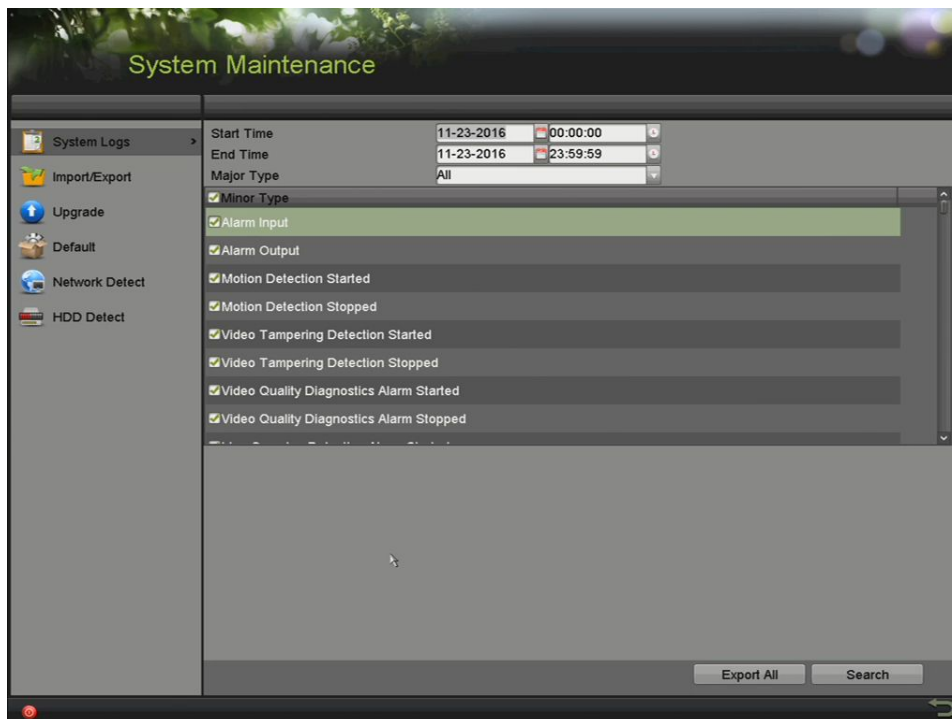 System Maintenance
System Logs >
Import/Export
Upgrade
Default
Network Detect
HDD Detect
Start Time 11-23-2016 00:00:00
End Time 11-23-2016 23:59:59
Major Type All
Minor Type
Alarm Input
Alarm Output
Motion Detection Started
Motion Detection Stopped
Video Tampering Detection Started
Video Tampering Detection Stopped
Video Quality Diagnostics Alarm Started
Video Quality Diagnostics Alarm Stopped
Export All Search